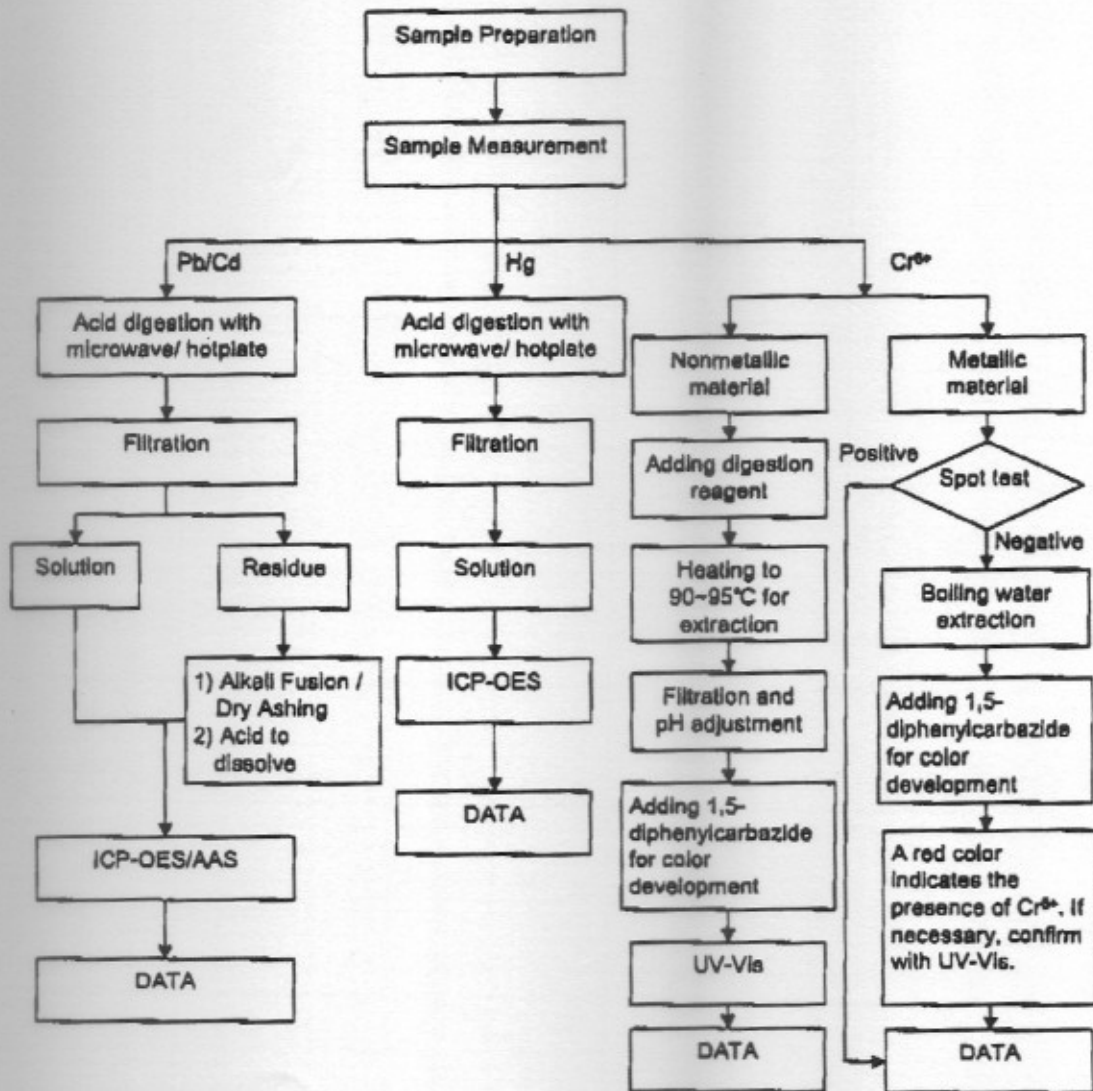 Sample Preparation
Sample Measurement
Pb/Cd
Hg
Cr⁶⁺
Acid digestion with
microwave/ hotplate
Filtration
Solution
Residue
1) Alkali Fusion /
Dry Ashing
2) Acid to
dissolve
ICP-OES/AAS
DATA
Acid digestion with
microwave/ hotplate
Filtration
Solution
ICP-OES
DATA
Nonmetallic
material
Adding digestion
reagent
Heating to
90~95°C for
extraction
Filtration and
pH adjustment
Adding 1,5-
diphenylcarbazide
for color
development
UV-Vis
DATA
Metallic
material
Positive
Spot test
Negative
Boiling water
extraction
Adding 1,5-
diphenylcarbazide
for color
development
A red color
indicates the
presence of Cr⁶⁺. If
necessary, confirm
with UV-Vis.
DATA